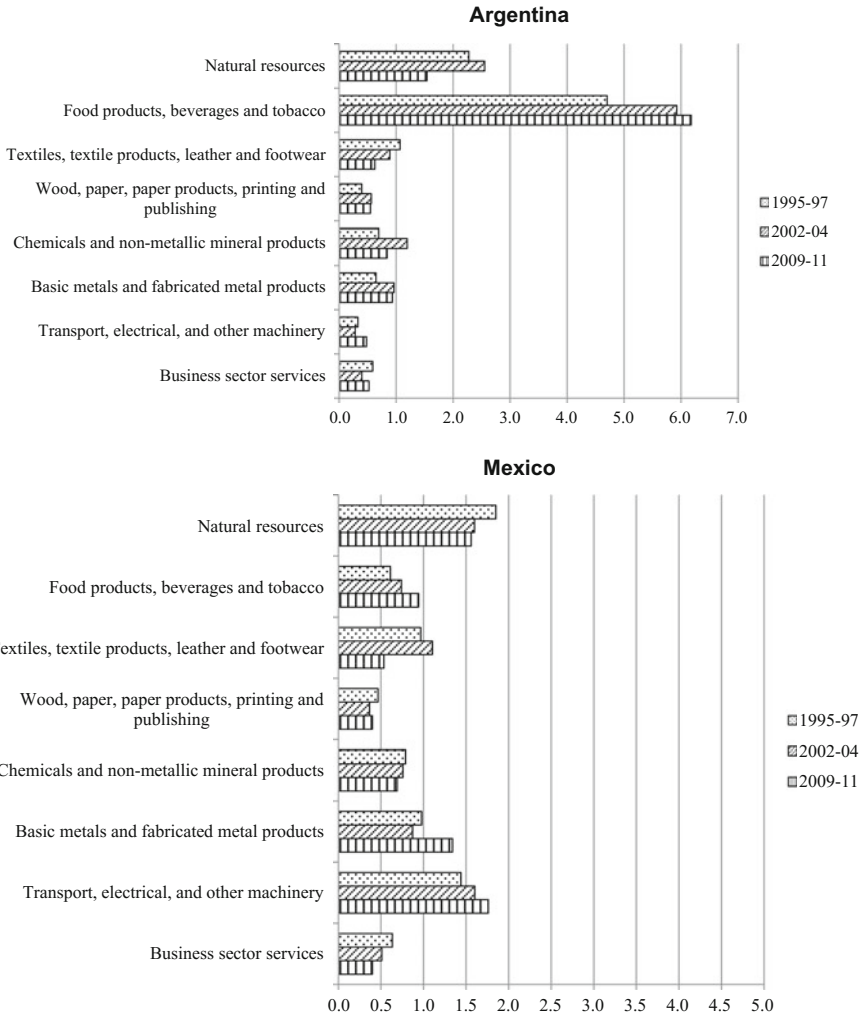 Argentina
Natural resources
Food products, beverages and tobacco
Textiles, textile products, leather and footwear
Wood, paper, paper products, printing and
publishing
Chemicals and non-metallic mineral products
Basic metals and fabricated metal products
Transport, electrical, and other machinery
Business sector services
1995-97
2002-04
2009-11
0.0 1.0 2.0 3.0 4.0 5.0 6.0 7.0
Mexico
Natural resources
Food products, beverages and tobacco
extiles, textile products, leather and footwear
Wood, paper, paper products, printing and
publishing
Chemicals and non-metallic mineral products
Basic metals and fabricated metal products
Transport, electrical, and other machinery
Business sector services
1995-97
2002-04
2009-11
0.0 0.5 1.0 1.5 2.0 2.5 3.0 3.5 4.0 4.5 5.0